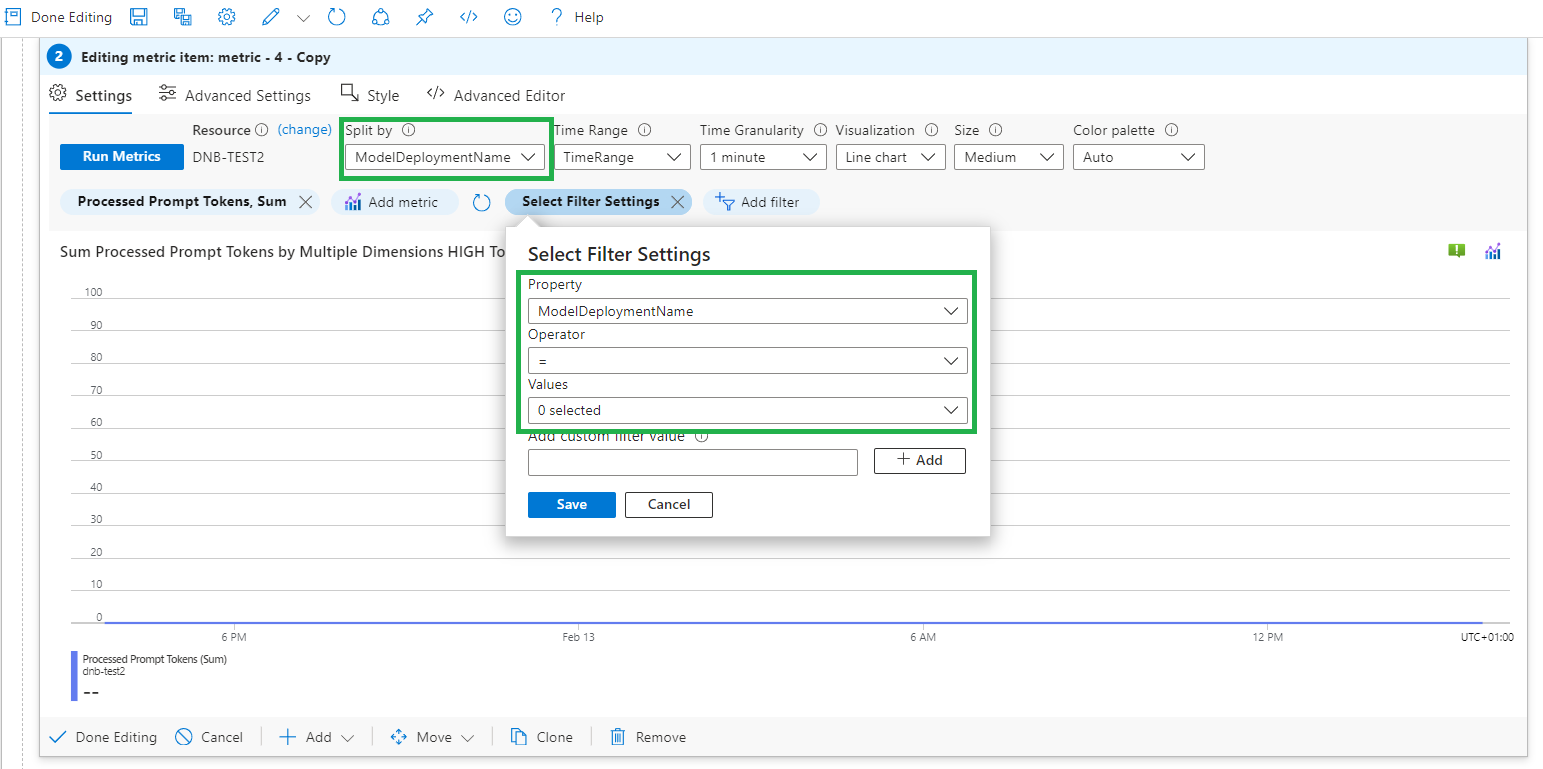 Done Editing
Help
2 Editing metric item: metric - 4 - Copy
Settings Advanced Settings Style Advanced Editor
Resource (change) Split by Time Range Time Granularity Visualization Size Color palette
Run Metrics DNB-TEST2 ModelDeploymentName TimeRange 1 minute Line chart Medium Auto
Processed Prompt Tokens, Sum Add metric Select Filter Settings Add filter
Sum Processed Prompt Tokens by Multiple Dimensions HIGH To
Select Filter Settings
Property
ModelDeploymentName
Operator
=
Values
0 selected
Add custom filter value
+ Add
Save Cancel
100
90
80
70
60
50
40
30
20
10
0
6 PM Feb 13 6 AM 12 PM UTC+01:00
Processed Prompt Tokens (Sum)
dnb-test2
--
Done Editing Cancel Add Move Clone Remove